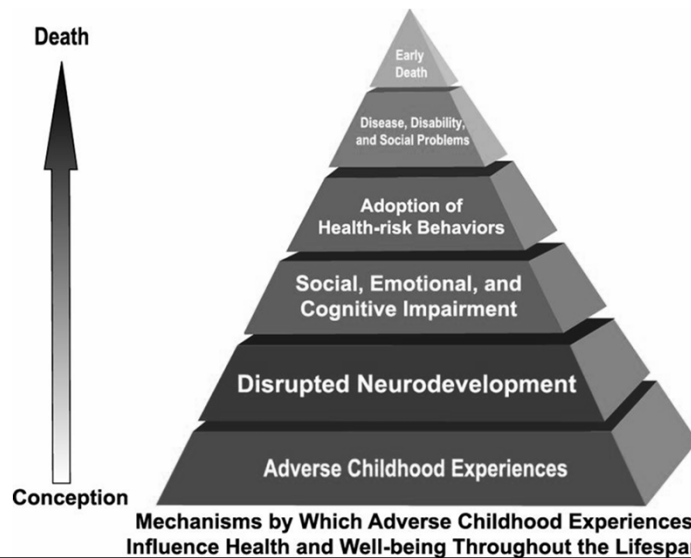 Death
Early
Death
Disease, Disability,
and Social Problems
Adoption of
Health-risk Behaviors
Social, Emotional, and
Cognitive Impairment
Disrupted Neurodevelopment
Adverse Childhood Experiences
Conception
Mechanisms by Which Adverse Childhood Experiences
Influence Health and Well-being Throughout the Lifespan